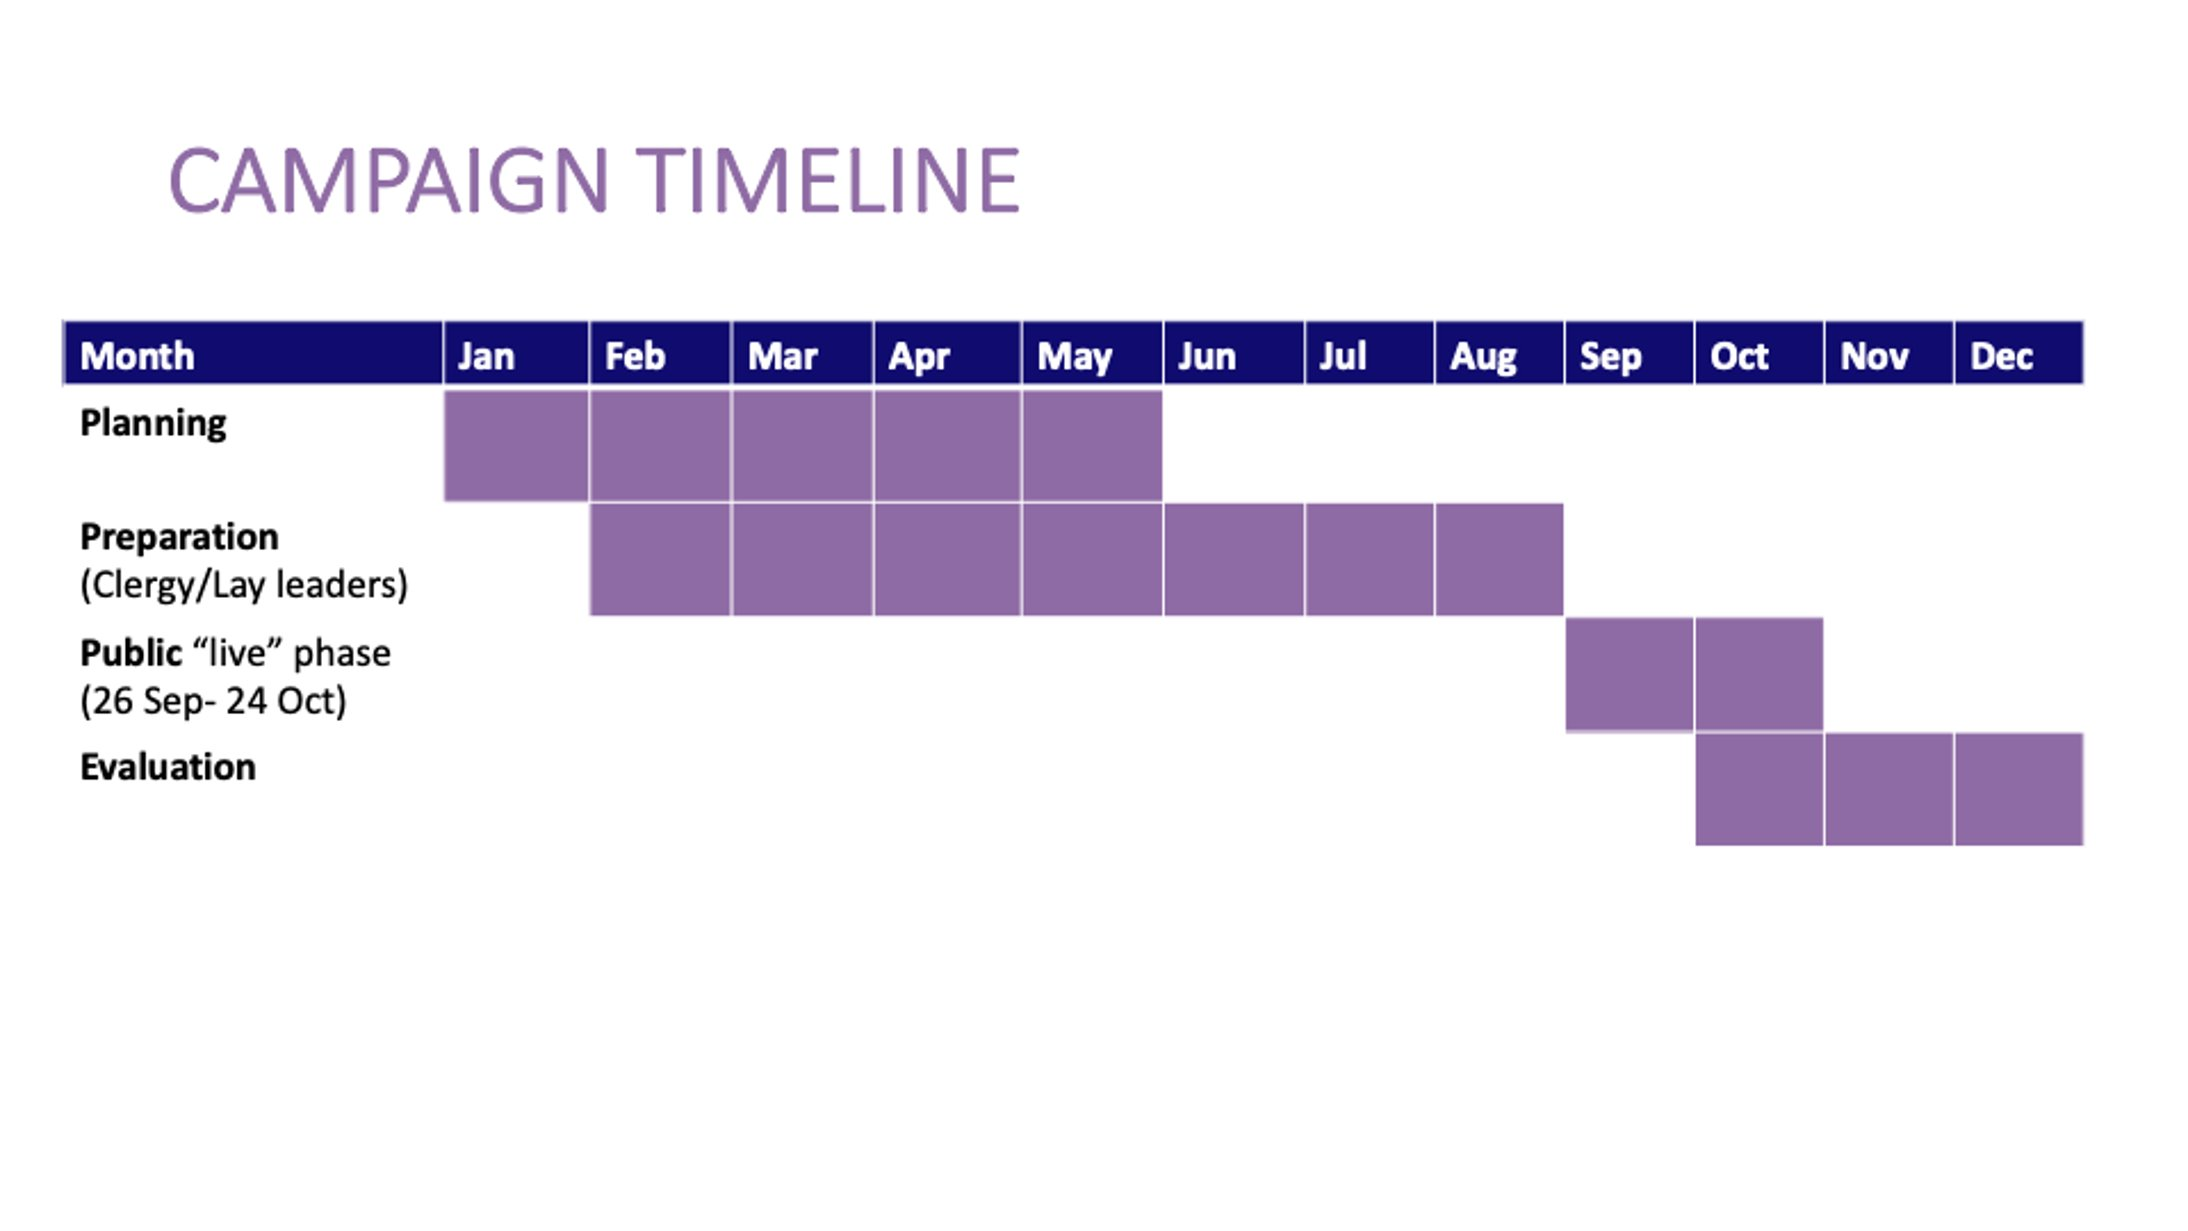 CAMPAIGN TIMELINE
Month Jan Feb Mar Apr May Jun Jul Aug Sep Oct Nov Dec
Planning
Preparation
(Clergy/Lay leaders)
Public “live” phase
(26 Sep- 24 Oct)
Evaluation